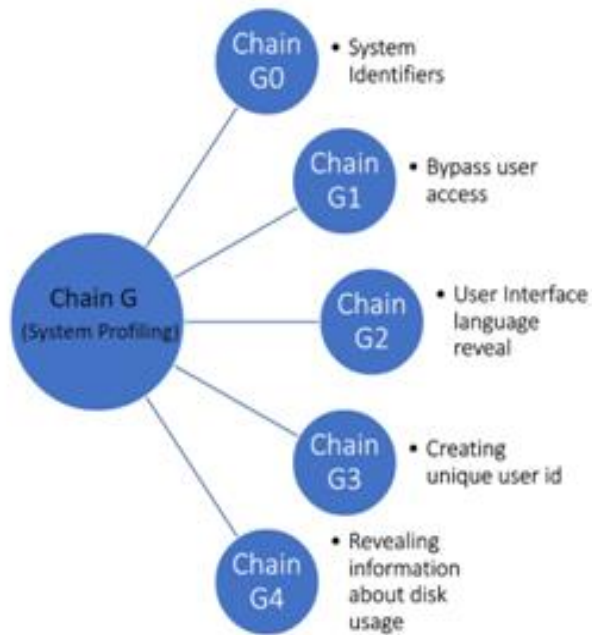 Chain
G0
• System
Identifiers
Chain
G1
• Bypass user
access
Chain G
(System Profiling)
Chain
G2
• User Interface
language
reveal
Chain
G3
• Creating
unique user id
Chain
G4
• Revealing
information
about disk
usage